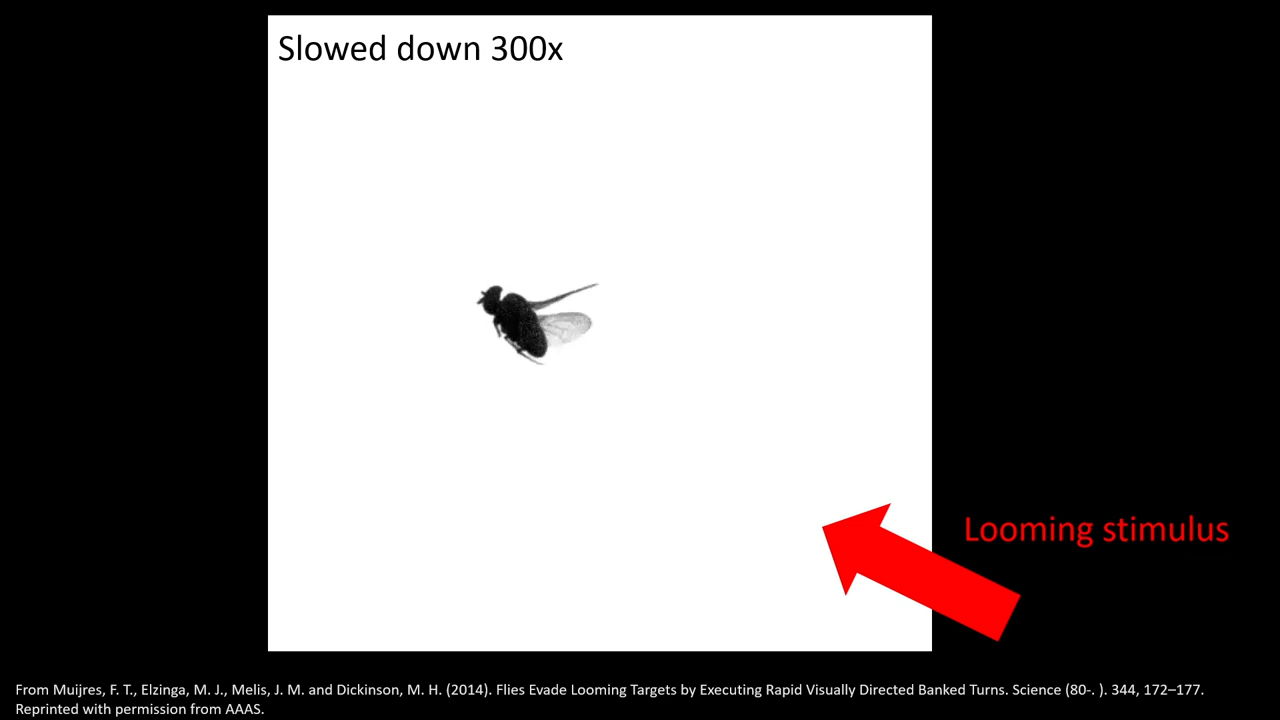 Slowed down 300x
Looming stimulus
From Muijres, F. T., Elzinga, M. J., Melis, J. M. and Dickinson, M. H. (2014). Flies Evade Looming Targets by Executing Rapid Visually Directed Banked Turns. Science (80-. ). 344, 172–177.
Reprinted with permission from AAAS.